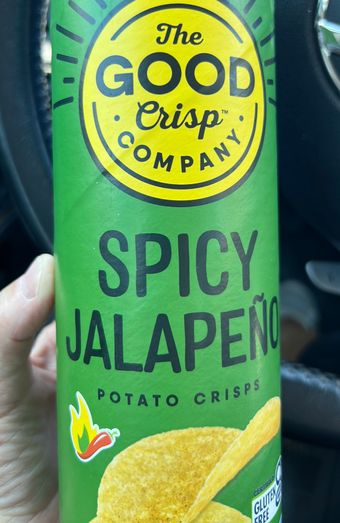 The
GOOD
Crisp™
• COMPANY •
SPICY
JALAPEÑO
POTATO CRISPS
GLUTEN
FREE